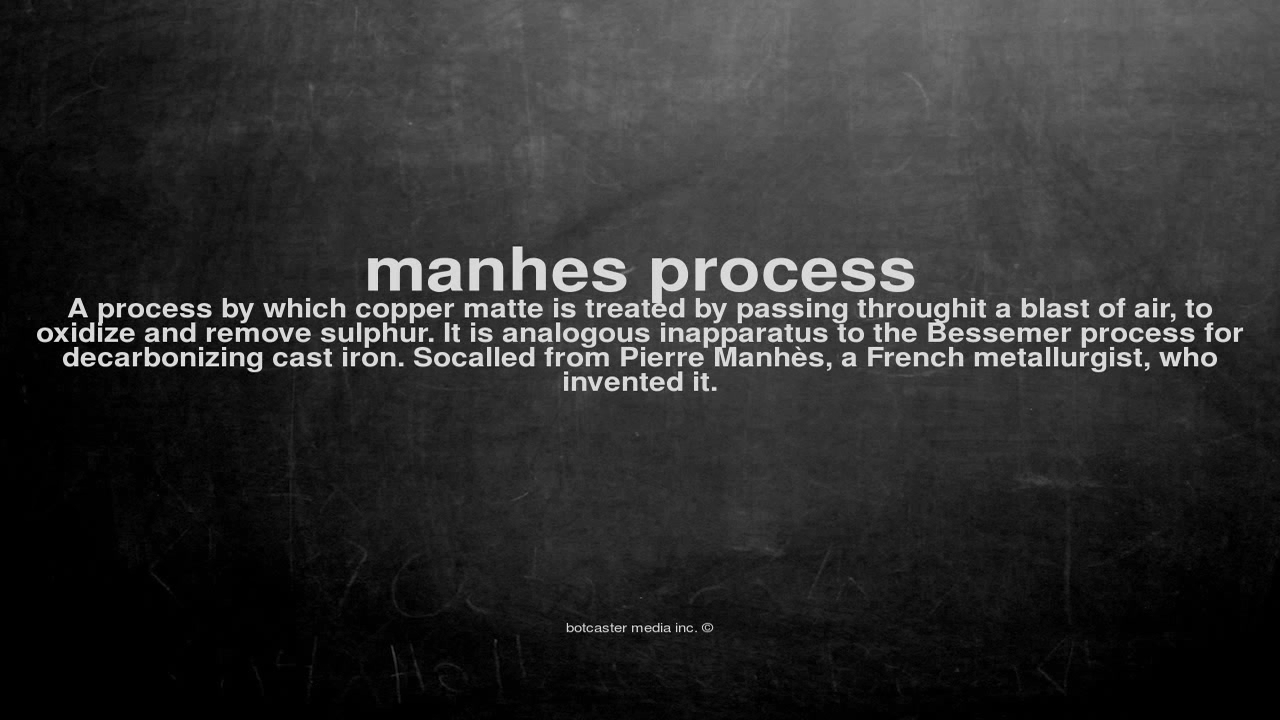 manhes process
A process by which copper matte is treated by passing throughit a blast of air, to
oxidize and remove sulphur. It is analogous inapparatus to the Bessemer process for
decarbonizing cast iron. Socalled from Pierre Manhès, a French metallurgist, who
invented it.
botcaster media inc. ©